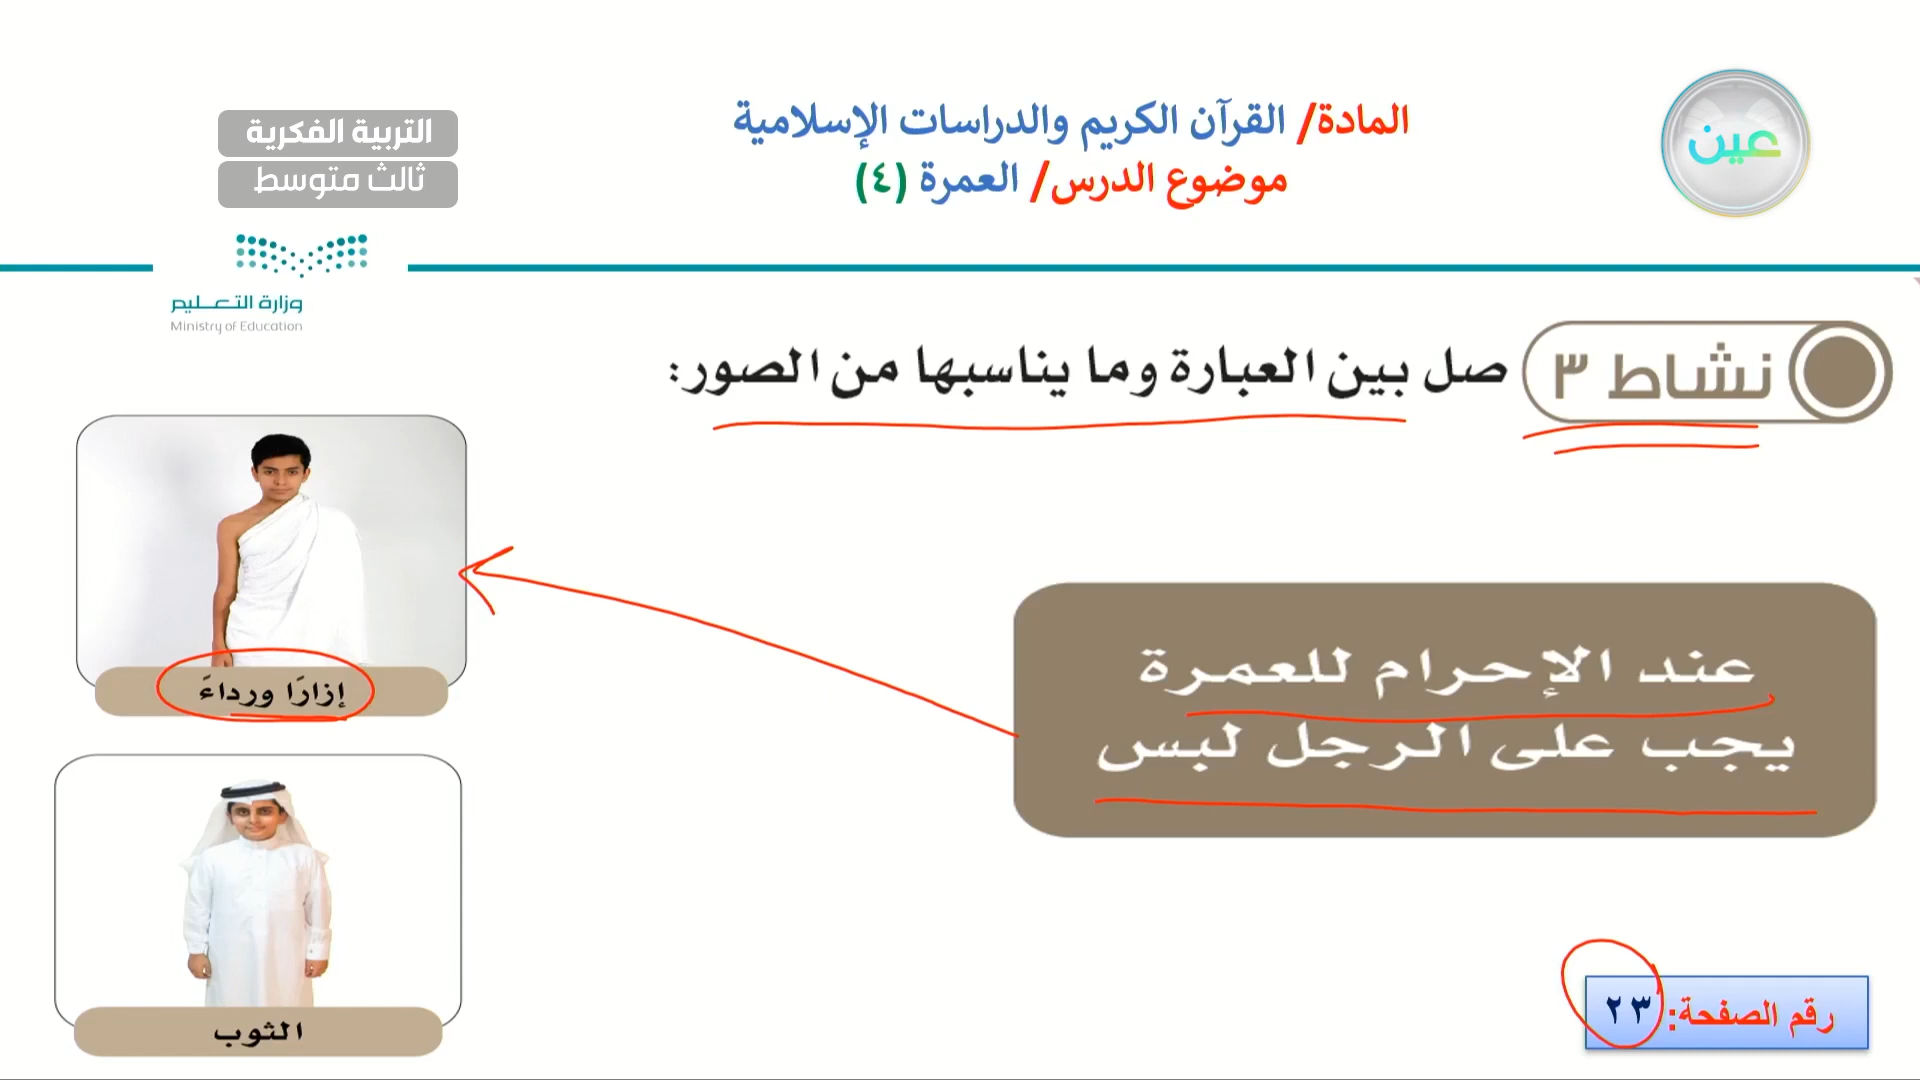 عين
المادة/ القرآن الكريم والدراسات الإسلامية
موضوع الدرس/ العمرة (٤)
التربية الفكرية
ثالث متوسط
وزارة التعليم
Ministry of Education
نشاط ٣
صل بين العبارة وما يناسبها من الصور:
عند الإحرام للعمرة
يجب على الرجل لبس
إزارًا ورداءَ
الثوب
رقم الصفحة: ٢٣